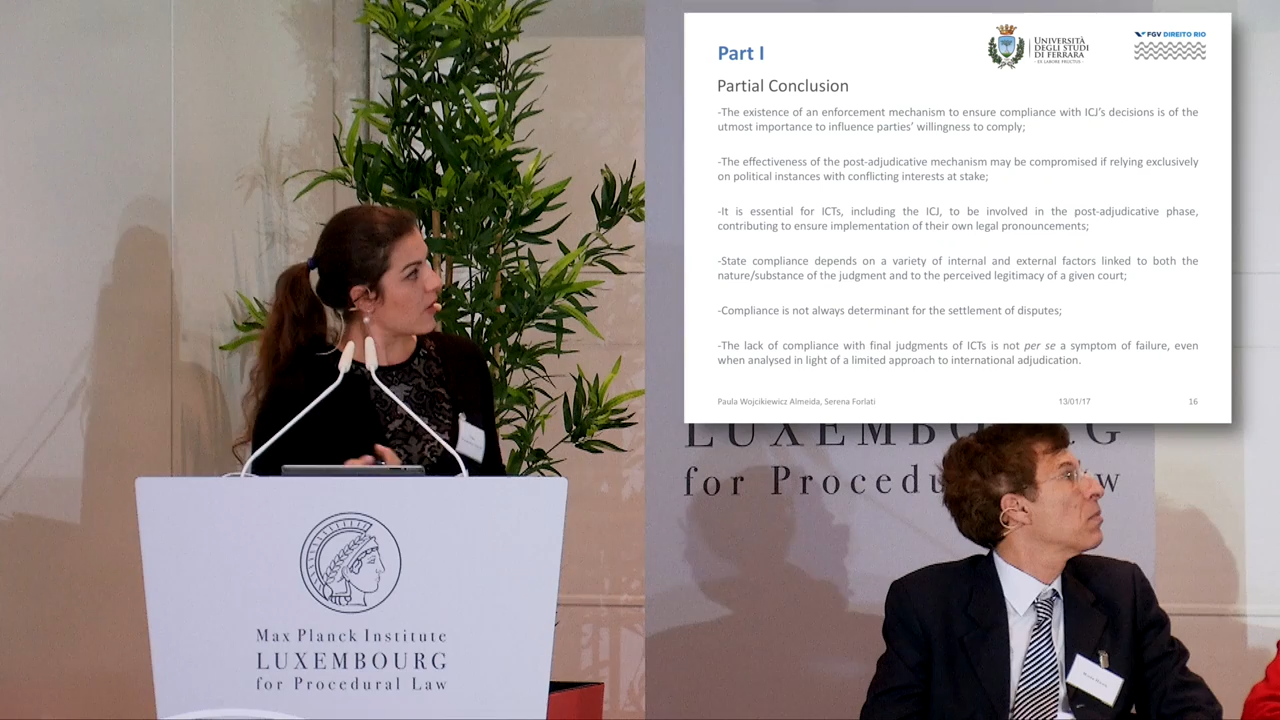 Part I
UNIVERSITÀ
DEGLI STUDI
DI FERRARA
- EX LABORE FRUCTUS -
FGV DIREITO RIO
Partial Conclusion
-The existence of an enforcement mechanism to ensure compliance with ICJ's decisions is of the
utmost importance to influence parties' willingness to comply;
-The effectiveness of the post-adjudicative mechanism may be compromised if relying exclusively
on political instances with conflicting interests at stake;
-It is essential for ICTs, including the ICJ, to be involved in the post-adjudicative phase,
contributing to ensure implementation of their own legal pronouncements;
-State compliance depends on a variety of internal and external factors linked to both the
nature/substance of the judgment and to the perceived legitimacy of a given court;
-Compliance is not always determinant for the settlement of disputes;
-The lack of compliance with final judgments of ICTs is not per se a symptom of failure, even
when analysed in light of a limited approach to international adjudication.
Paula Wojcikiewicz Almeida, Serena Forlati 13/01/17 16
LUXEMBOURG
for Procedu w
Max Planck Institute
LUXEMBOURG
for Procedural Law